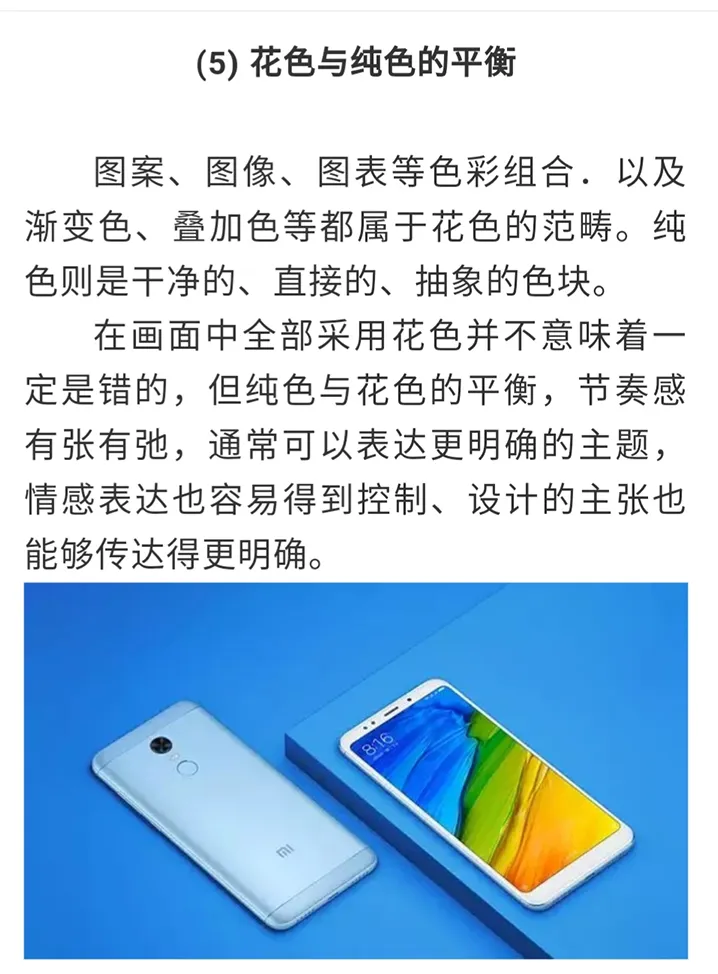 (5) 花色与纯色的平衡
图案、图像、图表等色彩组合．以及
渐变色、叠加色等都属于花色的范畴。纯
色则是干净的、直接的、抽象的色块。
在画面中全部采用花色并不意味着一
定是错的，但纯色与花色的平衡，节奏感
有张有弛，通常可以表达更明确的主题，
情感表达也容易得到控制、设计的主张也
能够传达得更明确。
8:16
MI